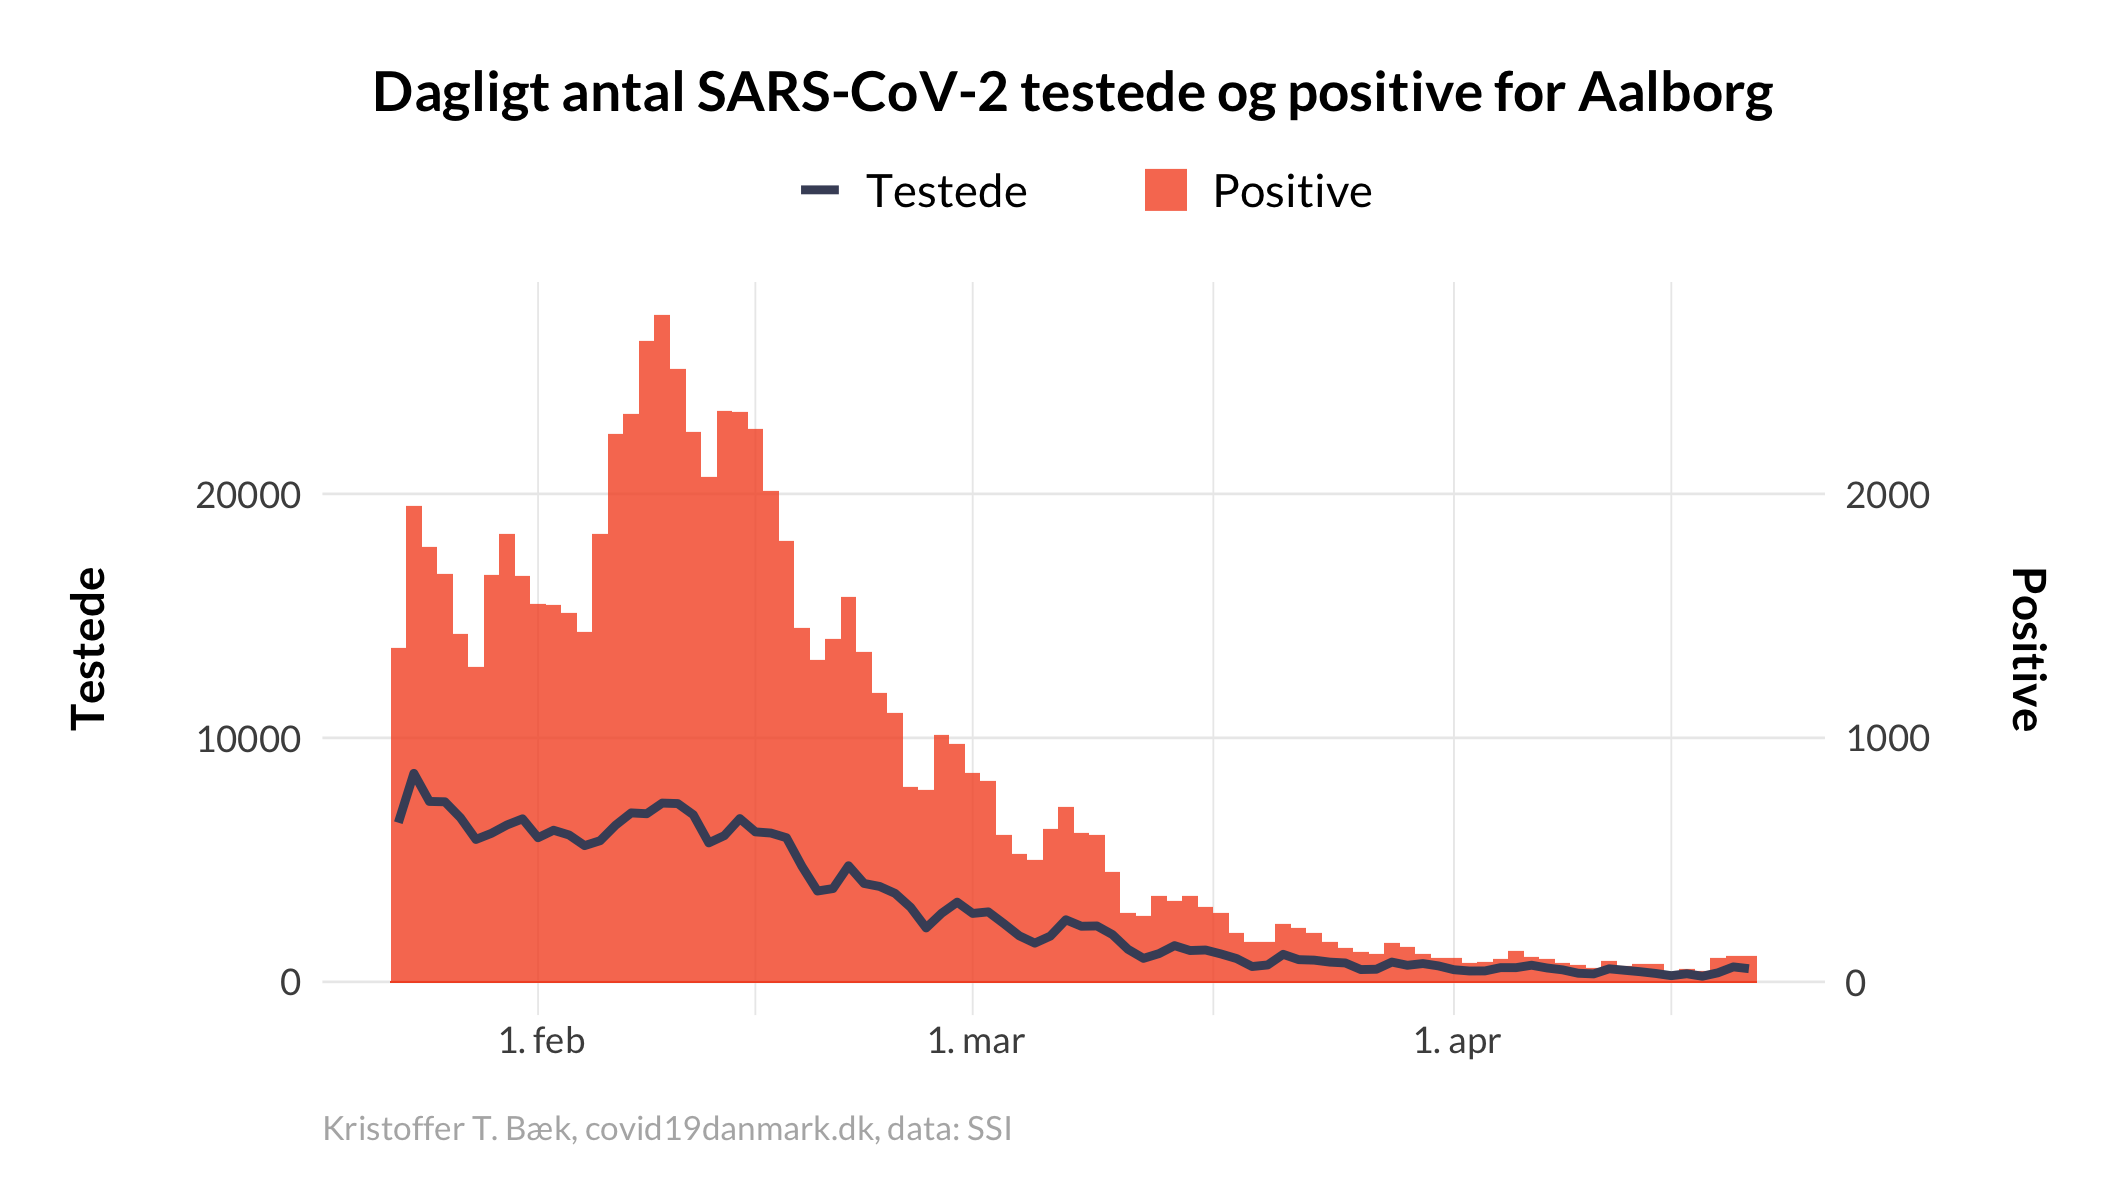 Dagligt antal SARS-CoV-2 testede og positive for Aalborg
Testede
Positive
20000
10000
0
Testede
2000
1000
0
Positive
1. feb
1. mar
1. apr
Kristoffer T. Bæk, covid19danmark.dk, data: SSI